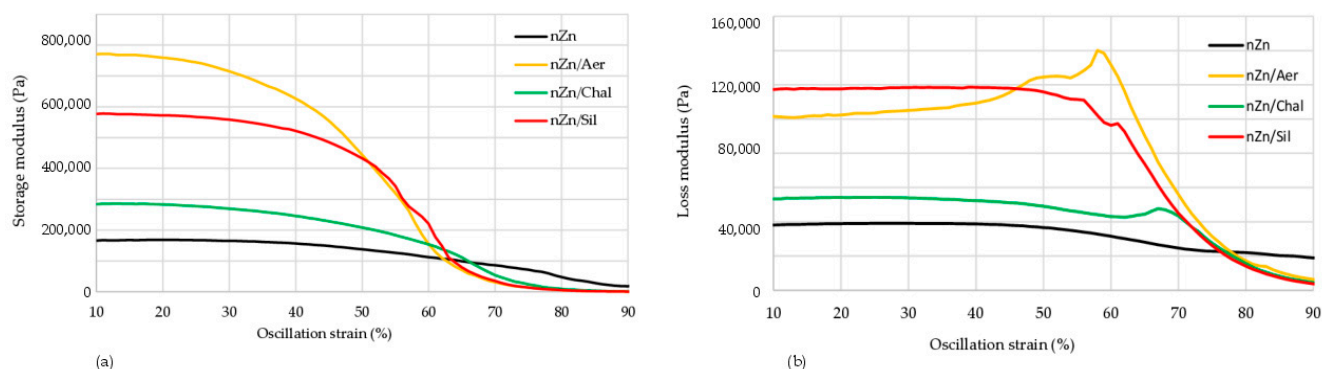 800,000
600,000
400,000
200,000
0
Storage modulus (Pa)
nZn
nZn/Aer
nZn/Chal
nZn/Sil
10 20 30 40 50 60 70 80 90
Oscillation strain (%)
(a)
160,000
120,000
80,000
40,000
0
Loss modulus (Pa)
nZn
nZn/Aer
nZn/Chal
nZn/Sil
10 20 30 40 50 60 70 80 90
Oscillation strain (%)
(b)